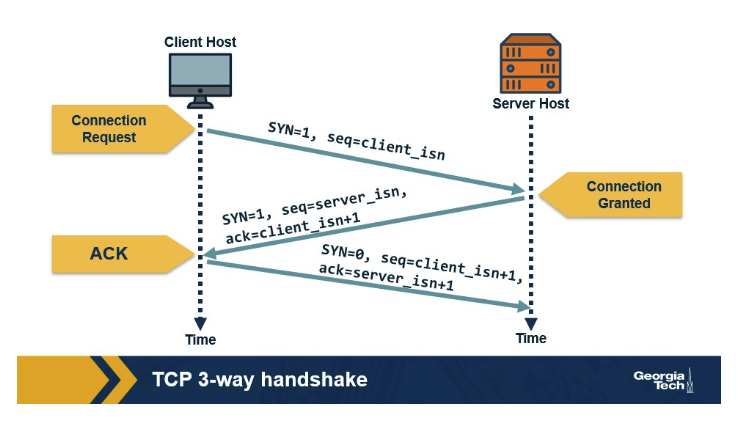 Client Host
Server Host
Connection
Request
SYN=1, seq=client_isn
Connection
Granted
SYN=1, seq=server_isn,
ack=client_isn+1
ACK
SYN=0, seq=client_isn+1,
ack=server_isn+1
Time
Time
TCP 3-way handshake
Georgia
Tech